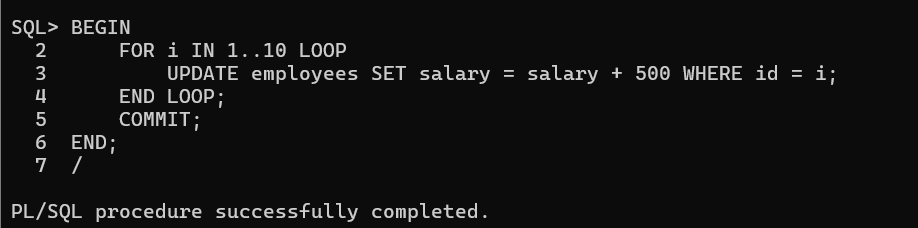 SQL> BEGIN
  2      FOR i IN 1..10 LOOP
  3          UPDATE employees SET salary = salary + 500 WHERE id = i;
  4      END LOOP;
  5      COMMIT;
  6  END;
  7  /
PL/SQL procedure successfully completed.